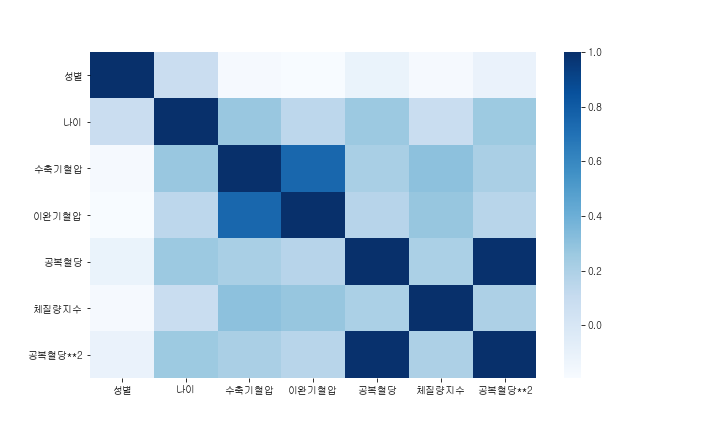 성별
나이
수축기혈압
이완기혈압
공복혈당
체질량지수
공복혈당**2
성별 나이 수축기혈압 이완기혈압 공복혈당 체질량지수 공복혈당**2
1.0
0.8
0.6
0.4
0.2
0.0